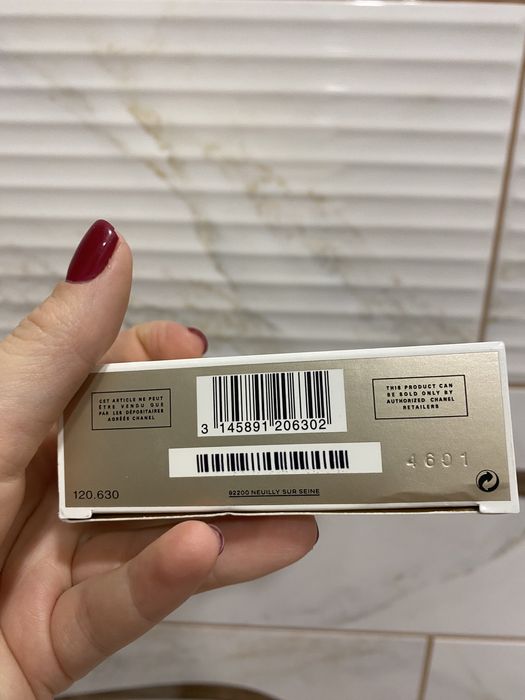 CET ARTICLE NE PEUT
ÊTRE VENDU QUE
PAR LES DÉPOSITAIRES
AGRÉÉS CHANEL
3 145891 206302
THIS PRODUCT CAN
BE SOLD ONLY BY
AUTHORIZED CHANEL
RETAILERS
4601
120.630
92200 NEUILLY SUR SEINE